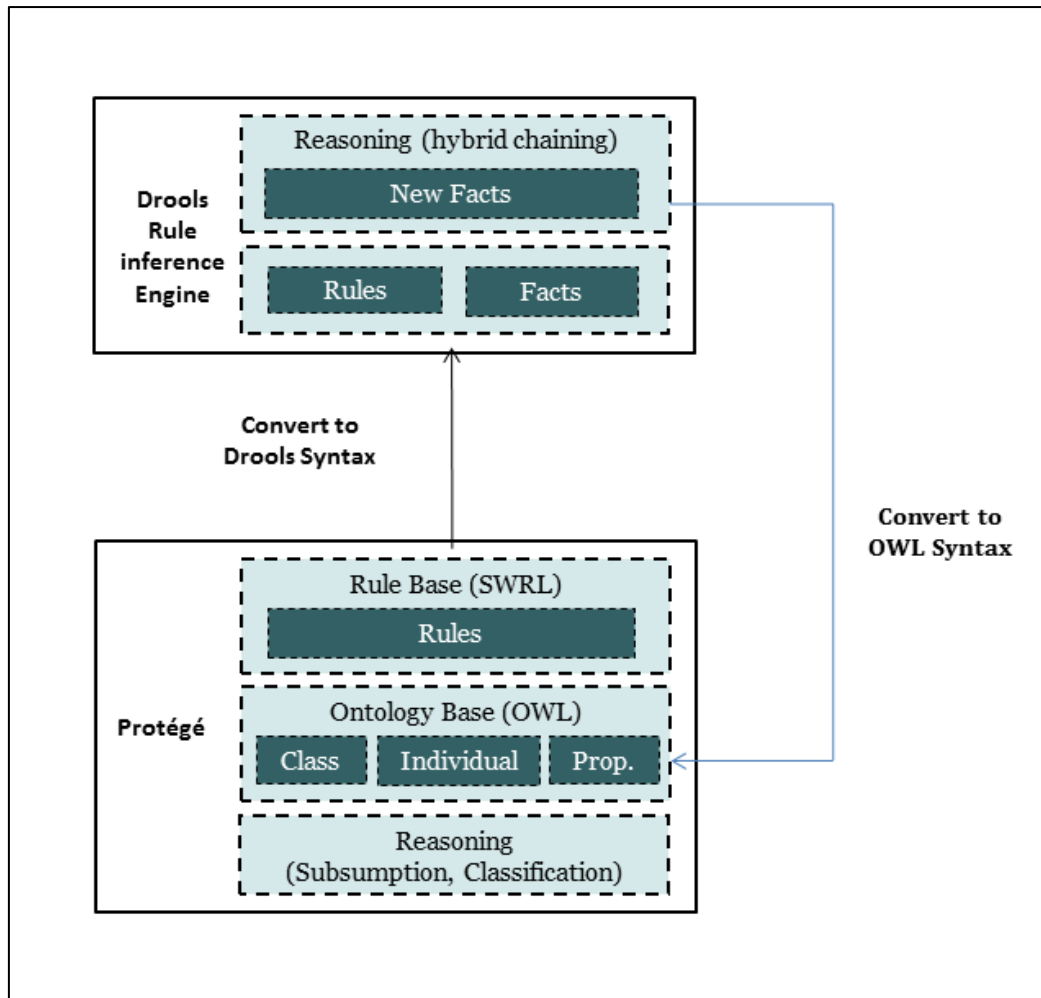 Reasoning (hybrid chaining)
New Facts
Drools
Rule
inference
Engine
Rules
Facts
Convert to
Drools Syntax
Convert to
OWL Syntax
Rule Base (SWRL)
Rules
Protégé
Ontology Base (OWL)
Class
Individual
Prop.
Reasoning
(Subsumption, Classification)